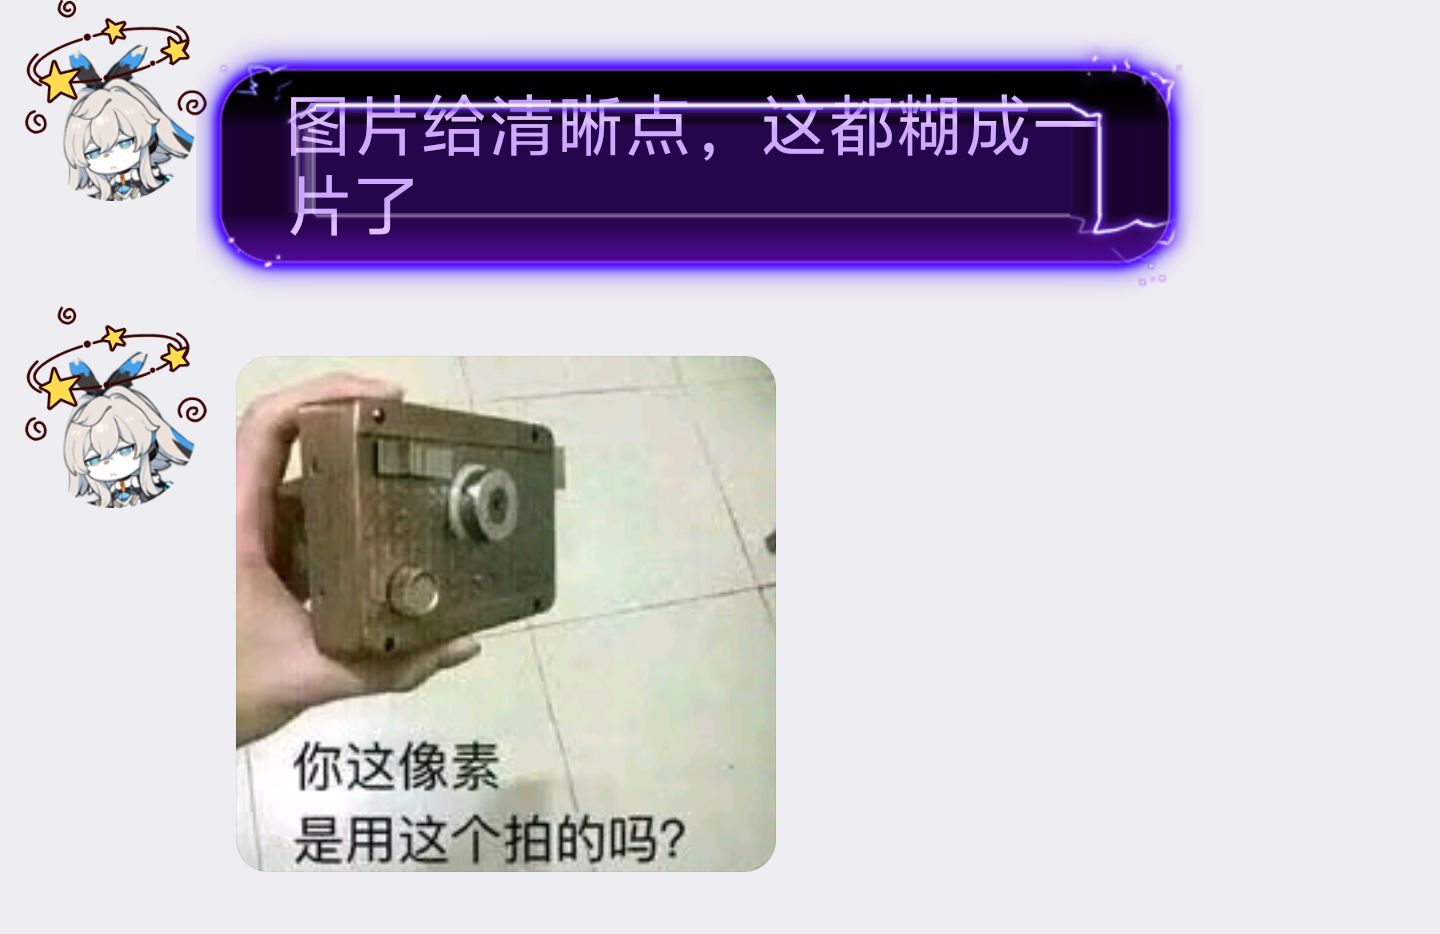 图片给清晰点，这都糊成一
片了
你这像素
是用这个拍的吗?